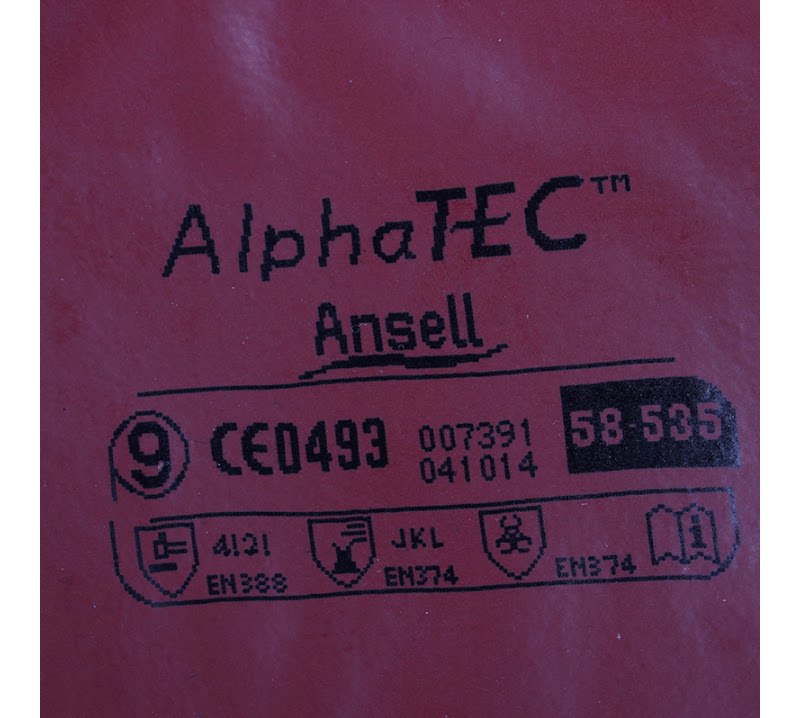 AlphaTEC™
Ansell
9 CE0493 007391 58-535
041014
4121 JKL
EN388 EN374 EN374